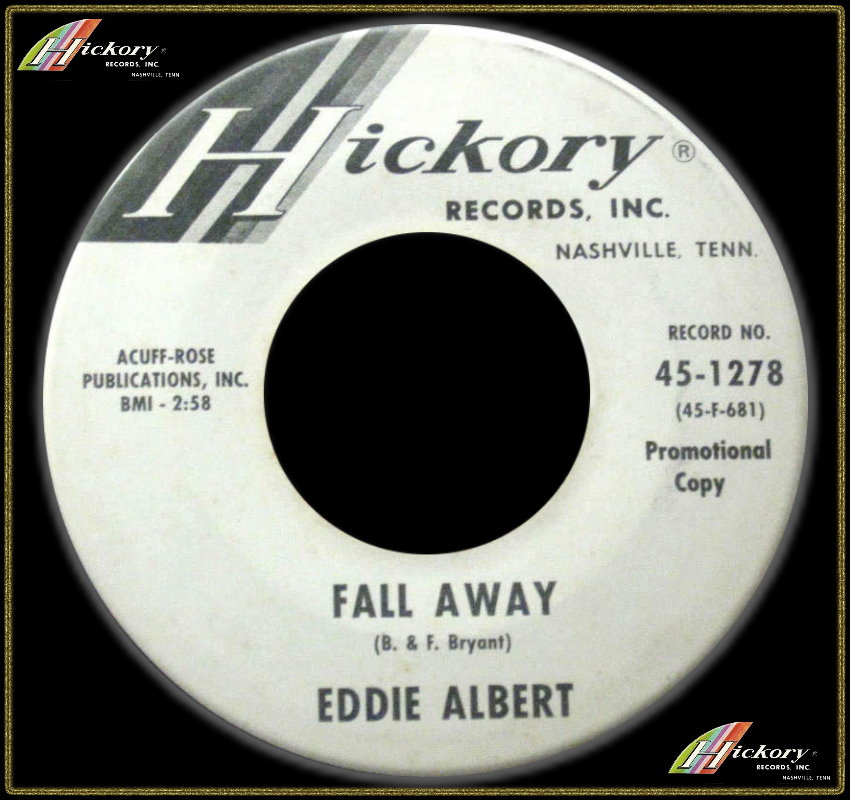 Hickory®
RECORDS, INC.
NASHVILLE, TENN
Hickory®
RECORDS, INC.
NASHVILLE, TENN.
ACUFF-ROSE
PUBLICATIONS, INC.
BMI - 2:58
RECORD NO.
45-1278
(45-F-681)
Promotional
Copy
FALL AWAY
(B. & F. Bryant)
EDDIE ALBERT
Hickory®
RECORDS, INC.
NASHVILLE, TENN